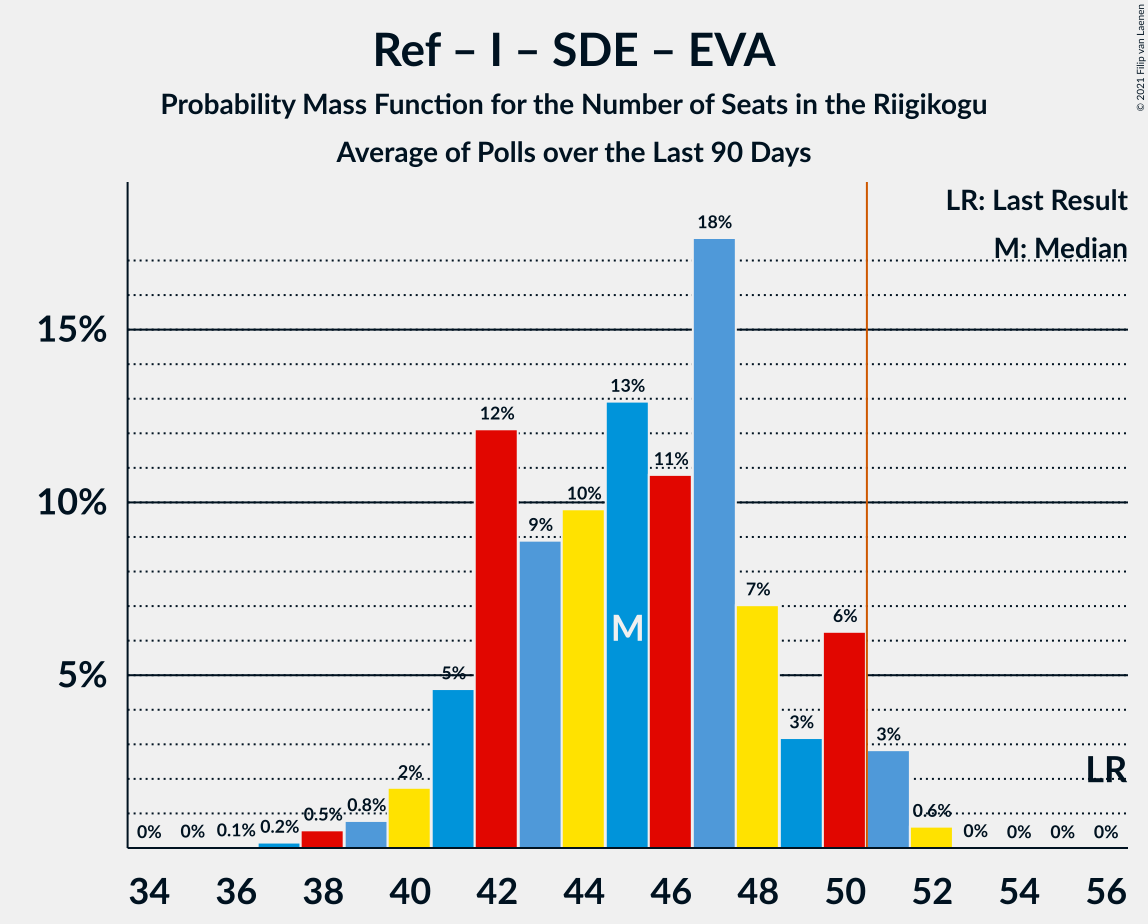 Ref – I – SDE – EVA
Probability Mass Function for the Number of Seats in the Riigikogu
Average of Polls over the Last 90 Days
© 2021 Filip van Laenen
LR: Last Result
M: Median
15%
10%
5%
0%
0%
0.1%
0.2%
0.5%
0.8%
2%
5%
12%
9%
10%
13%
11%
18%
7%
3%
6%
3%
0.6%
0%
0%
0%
0%
M
LR
34 36 38 40 42 44 46 48 50 52 54 56